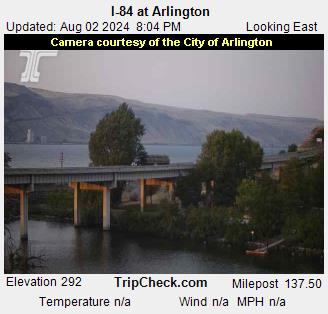 I-84 at Arlington
Updated: Aug 02 2024 8:04 PM Looking East
Camera courtesy of the City of Arlington
Elevation 292 TripCheck.com Milepost 137.50
Temperature n/a Wind n/a MPH n/a